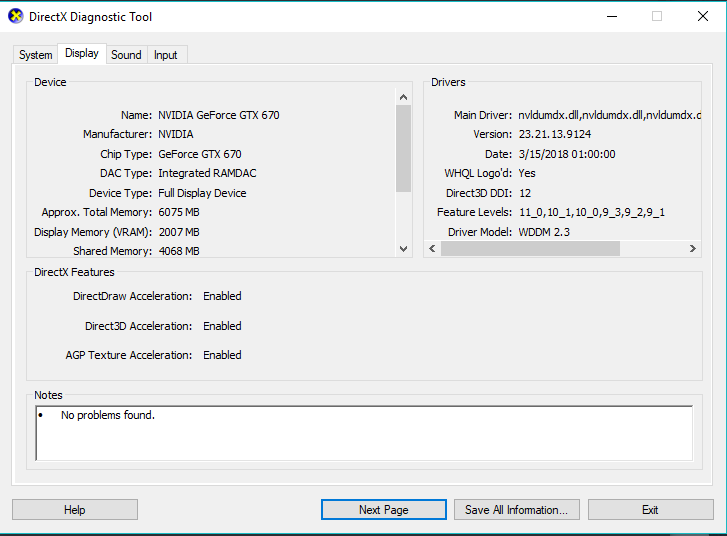 DirectX Diagnostic Tool
System Display Sound Input
Device
Name: NVIDIA GeForce GTX 670
Manufacturer: NVIDIA
Chip Type: GeForce GTX 670
DAC Type: Integrated RAMDAC
Device Type: Full Display Device
Approx. Total Memory: 6075 MB
Display Memory (VRAM): 2007 MB
Shared Memory: 4068 MB
Drivers
Main Driver: nvldumdx.dll,nvldumdx.dll,nvldumdx.d
Version: 23.21.13.9124
Date: 3/15/2018 01:00:00
WHQL Logo'd: Yes
Direct3D DDI: 12
Feature Levels: 11_0,10_1,10_0,9_3,9_2,9_1
Driver Model: WDDM 2.3
DirectX Features
DirectDraw Acceleration: Enabled
Direct3D Acceleration: Enabled
AGP Texture Acceleration: Enabled
Notes
• No problems found.
Help Next Page Save All Information... Exit